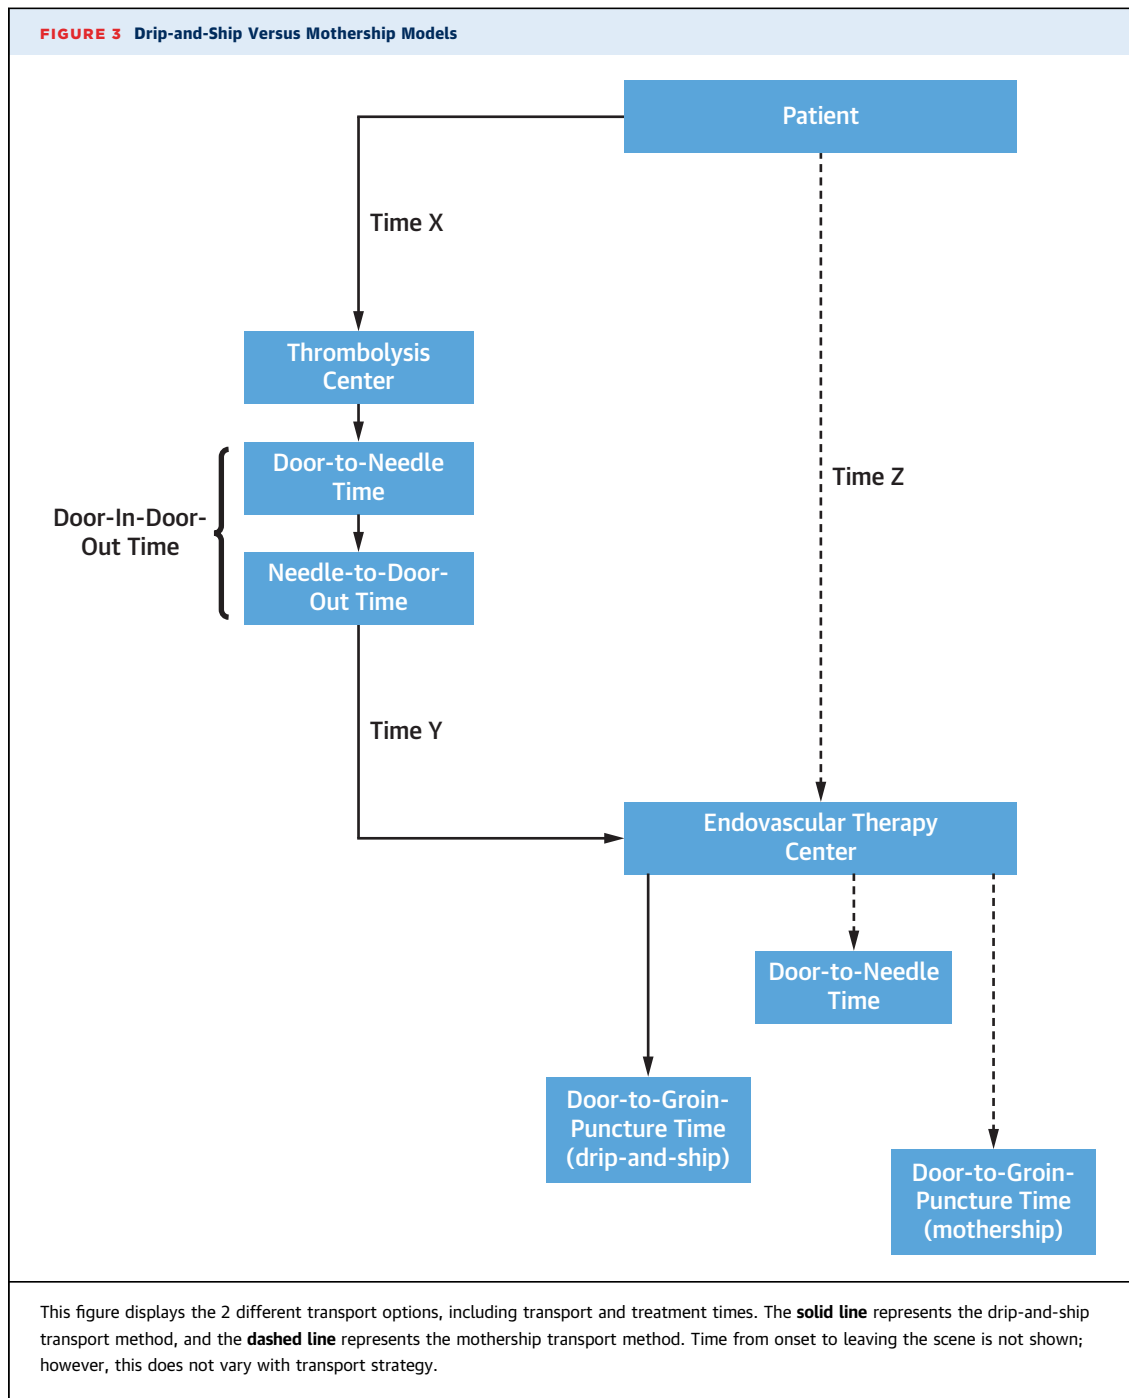 FIGURE 3 Drip-and-Ship Versus Mothership Models
Patient
Time X
Thrombolysis
Center
Door-to-Needle
Time
Door-In-Door-
Out Time
Needle-to-Door-
Out Time
Time Z
Time Y
Endovascular Therapy
Center
Door-to-Needle
Time
Door-to-Groin-
Puncture Time
(drip-and-ship)
Door-to-Groin-
Puncture Time
(mothership)
This figure displays the 2 different transport options, including transport and treatment times. The solid line represents the drip-and-ship
transport method, and the dashed line represents the mothership transport method. Time from onset to leaving the scene is not shown;
however, this does not vary with transport strategy.